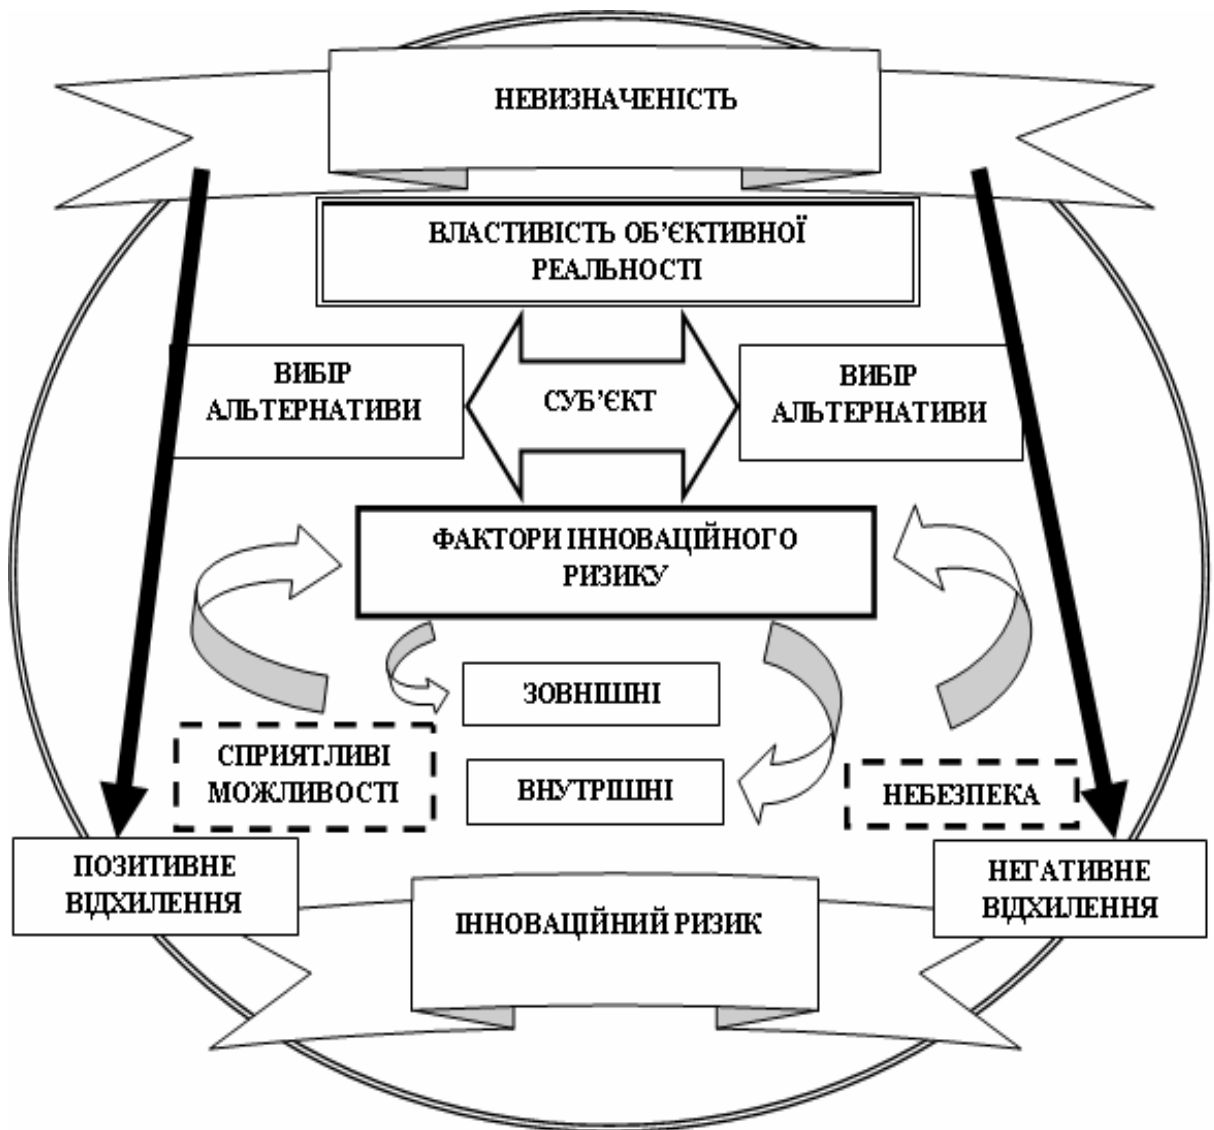 НЕВИЗНАЧЕНІСТЬ
ВЛАСТИВІСТЬ ОБ’ЄКТИВНОЇ
РЕАЛЬНОСТІ
ВИБІР
АЛЬТЕРНАТИВИ
СУБ’ЄКТ
ВИБІР
АЛЬТЕРНАТИВИ
ФАКТОРИ ІННОВАЦІЙНОГО
РИЗИКУ
ЗОВНІШНІ
СПРИЯТЛИВІ
МОЖЛИВОСТІ
ВНУТРІШНІ
НЕБЕЗПЕКА
ПОЗИТИВНЕ
ВІДХИЛЕННЯ
ІННОВАЦІЙНИЙ РИЗИК
НЕГАТИВНЕ
ВІДХИЛЕННЯ